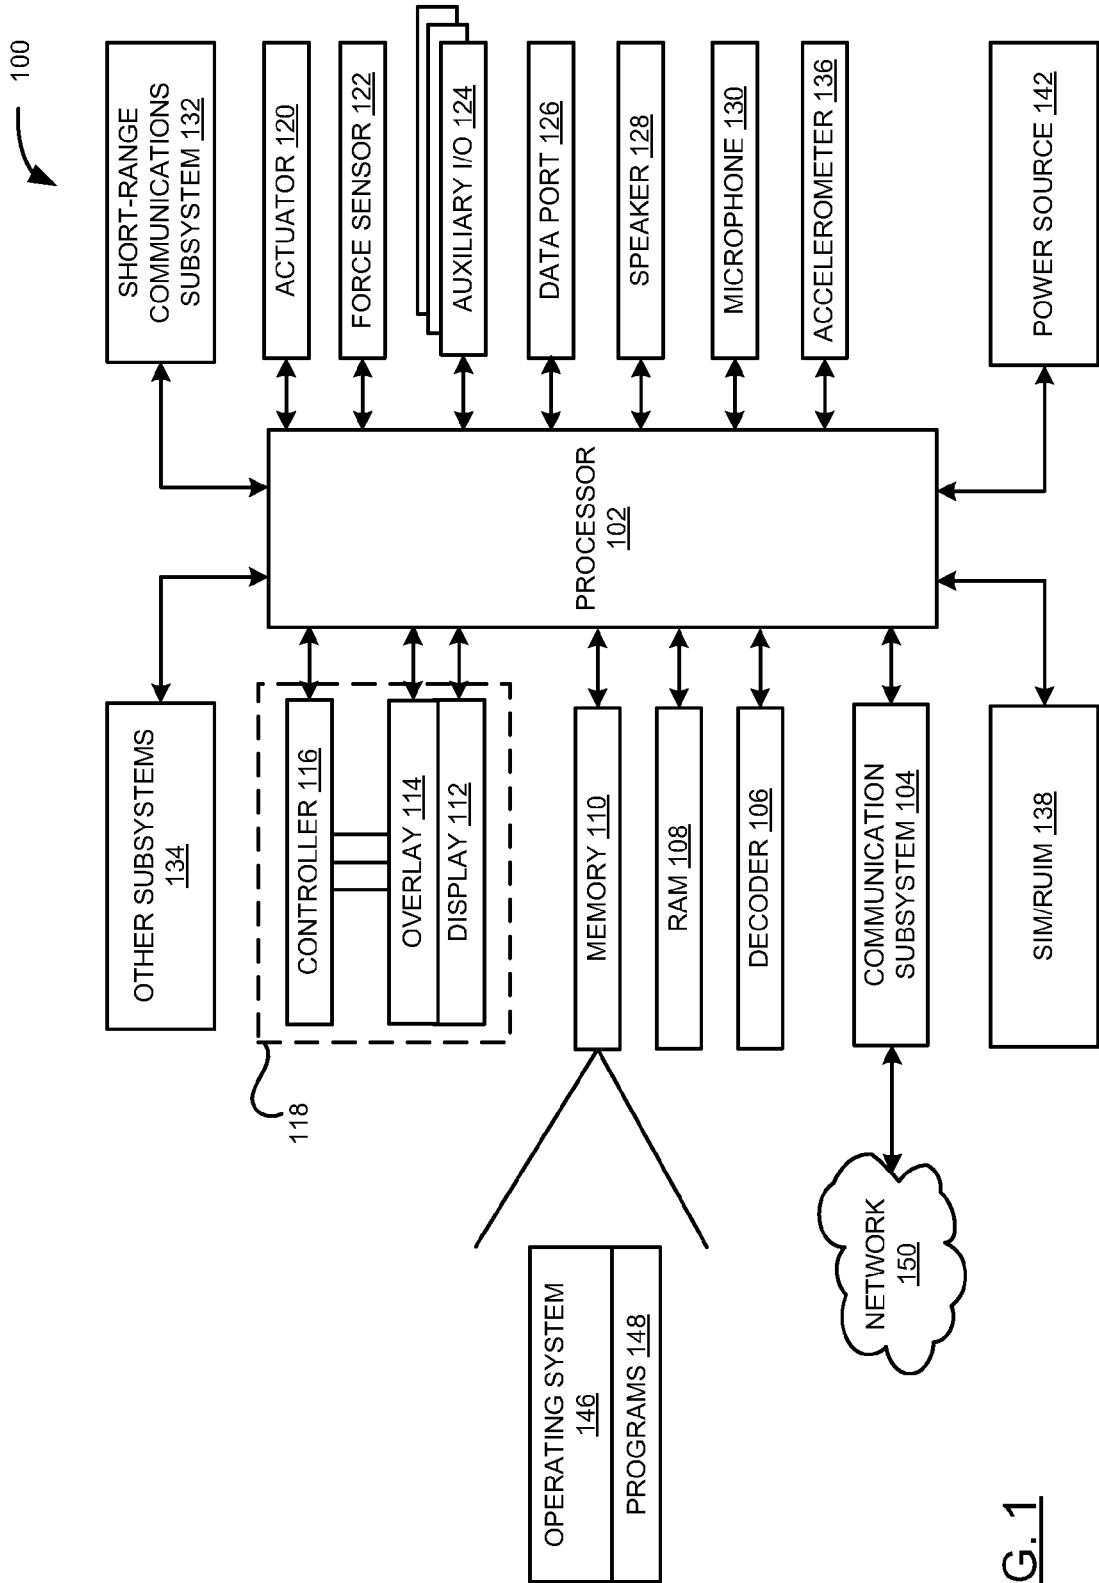 100
SHORT-RANGE
COMMUNICATIONS
SUBSYSTEM 132
ACTUATOR 120
FORCE SENSOR 122
AUXILIARY I/O 124
DATA PORT 126
SPEAKER 128
MICROPHONE 130
ACCELEROMETER 136
POWER SOURCE 142
PROCESSOR
102
OTHER SUBSYSTEMS
134
CONTROLLER 116
OVERLAY 114
DISPLAY 112
118
MEMORY 110
RAM 108
DECODER 106
COMMUNICATION
SUBSYSTEM 104
SIM/RUIM 138
OPERATING SYSTEM
146
PROGRAMS 148
NETWORK
150
G. 1